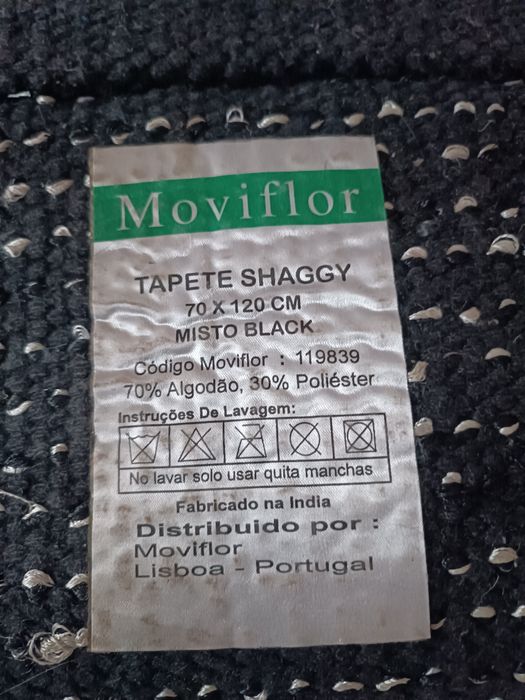 Moviflor
TAPETE SHAGGY
70 X 120 CM
MISTO BLACK
Código Moviflor : 119839
70% Algodão, 30% Poliéster
Instruções De Lavagem:
No lavar solo usar quita manchas
Fabricado na India
Distribuido por :
Moviflor
Lisboa - Portugal